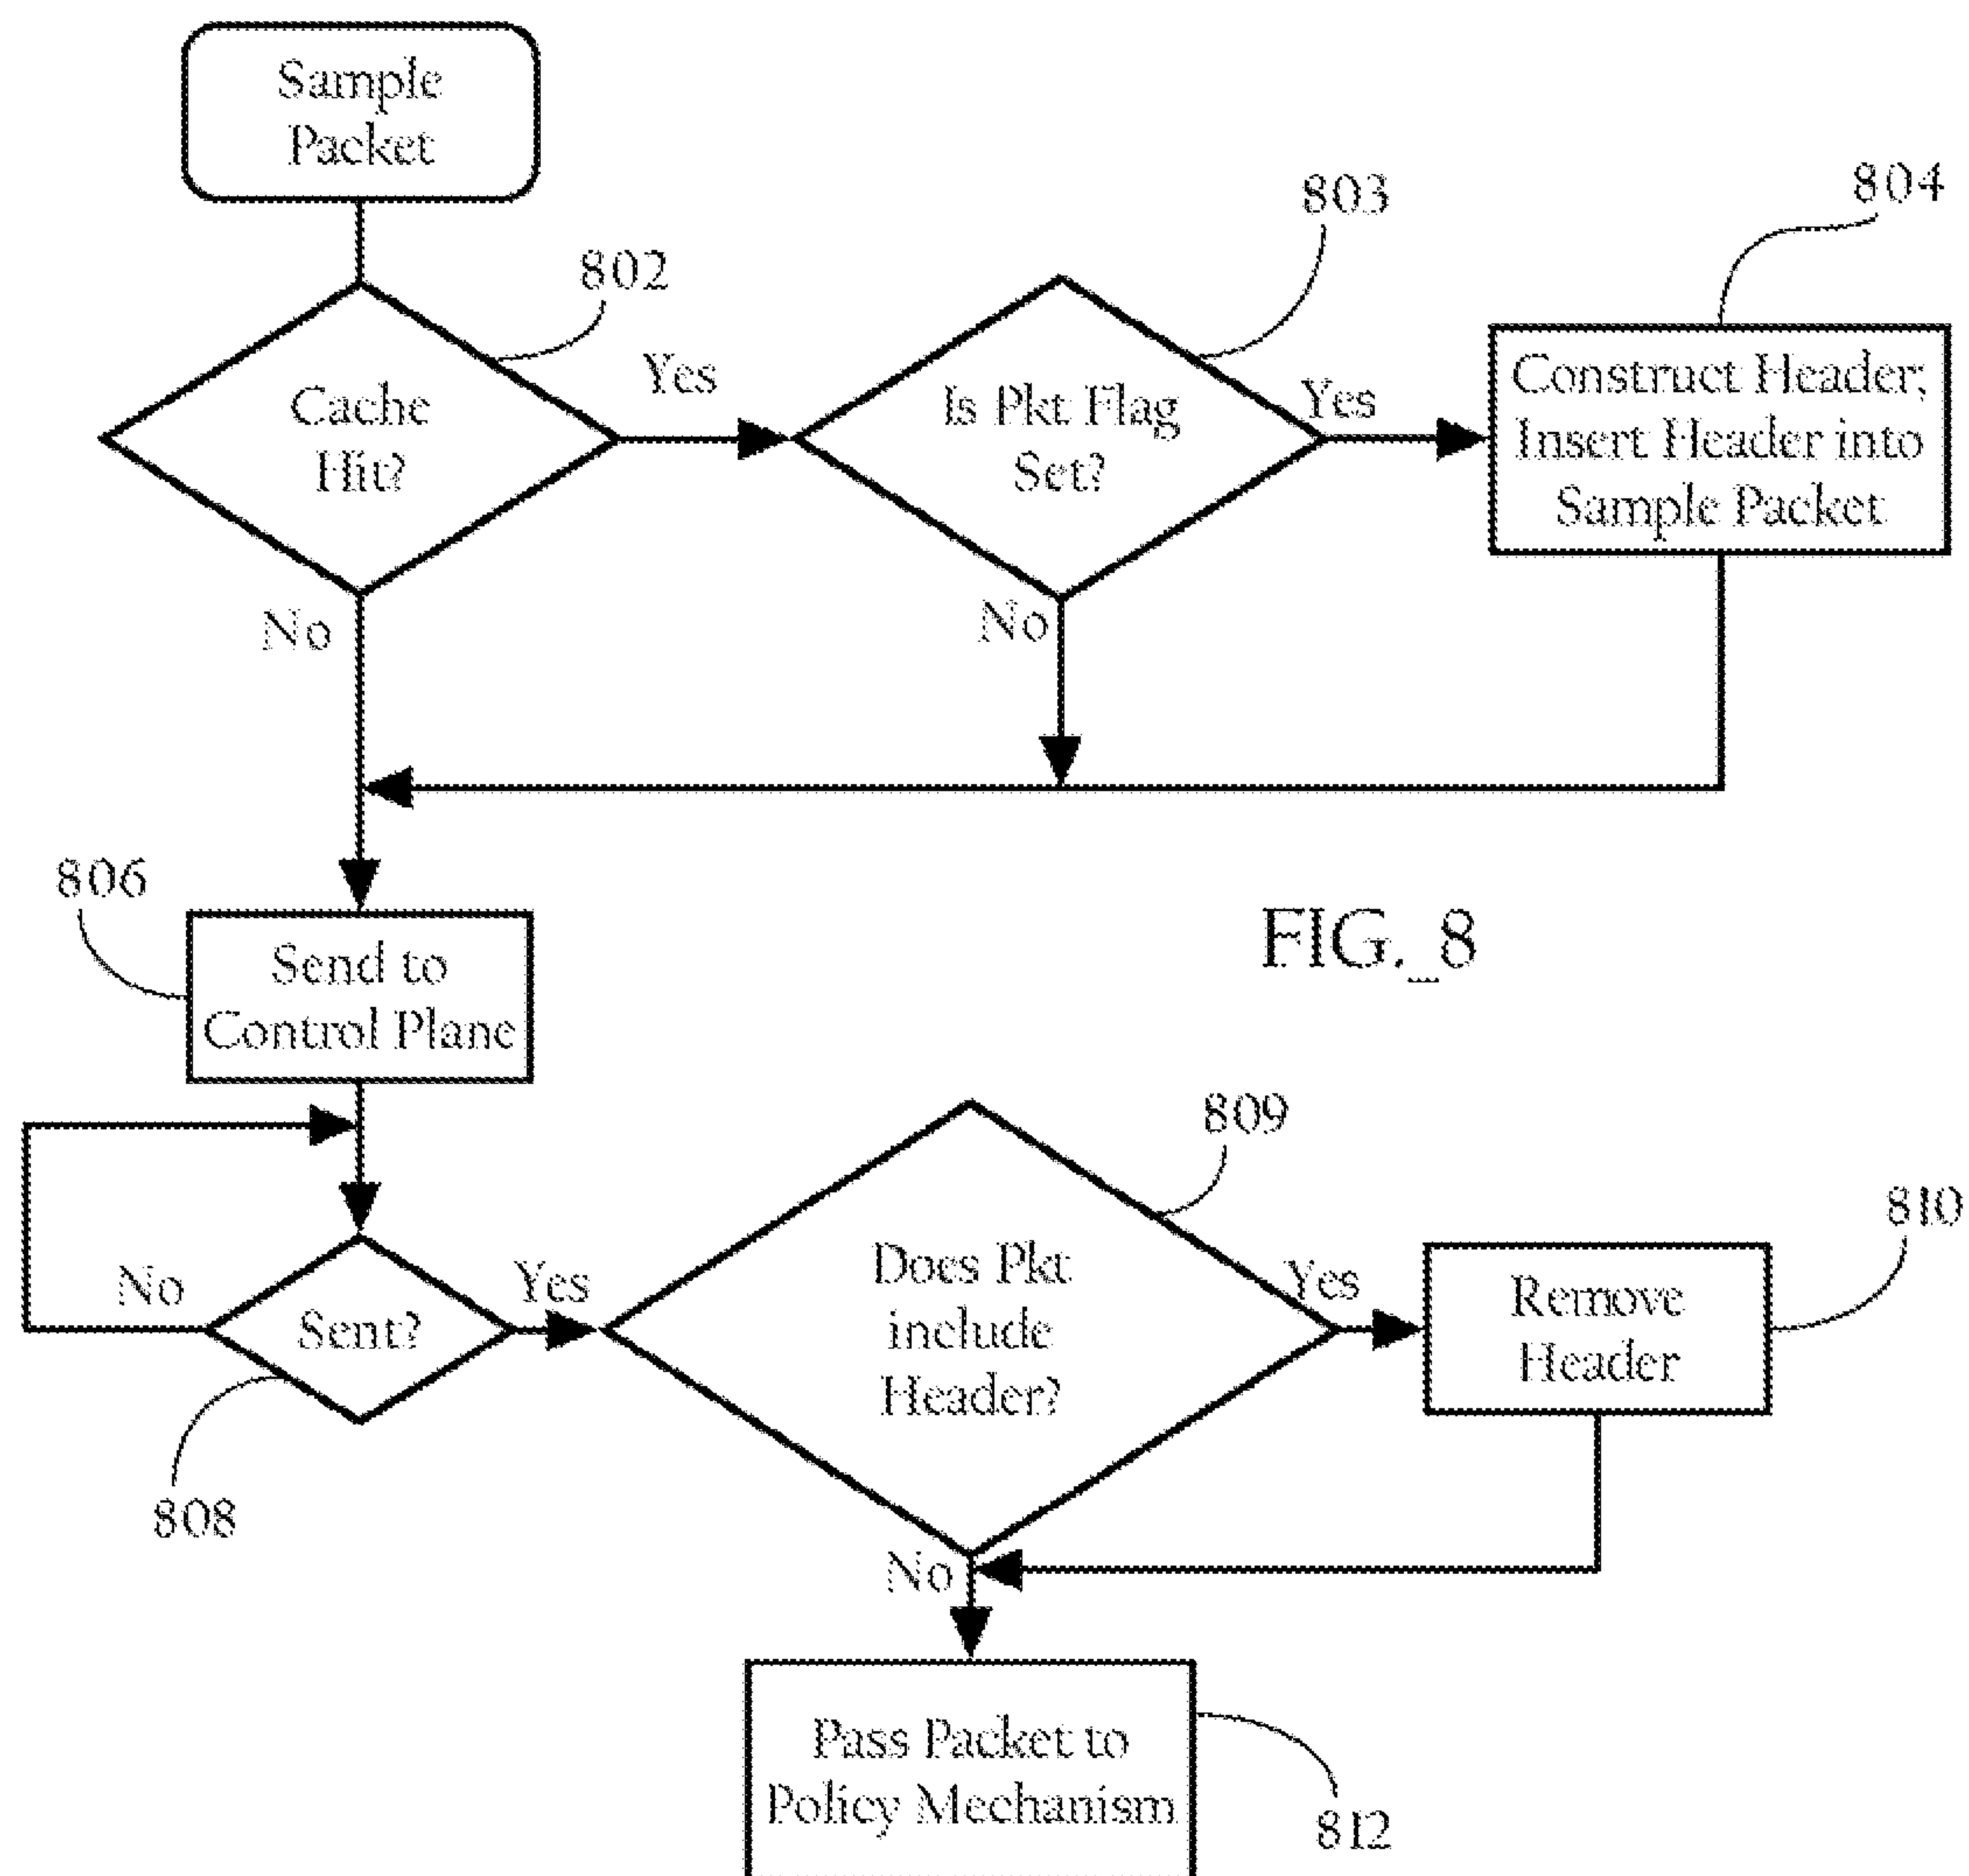 Sample
Packet
803
804
802
Yes
Cache
Hit?
Is Pkt Flag
Set?
Yes
Construct Header;
Insert Header into
Sample Packet
No
No
806
Send to
Control Plane
FIG._8
809
810
No
Sent?
Yes
Does Pkt
include
Header?
Yes
Remove
Header
808
No
Pass Packet to
Policy Mechanism
812